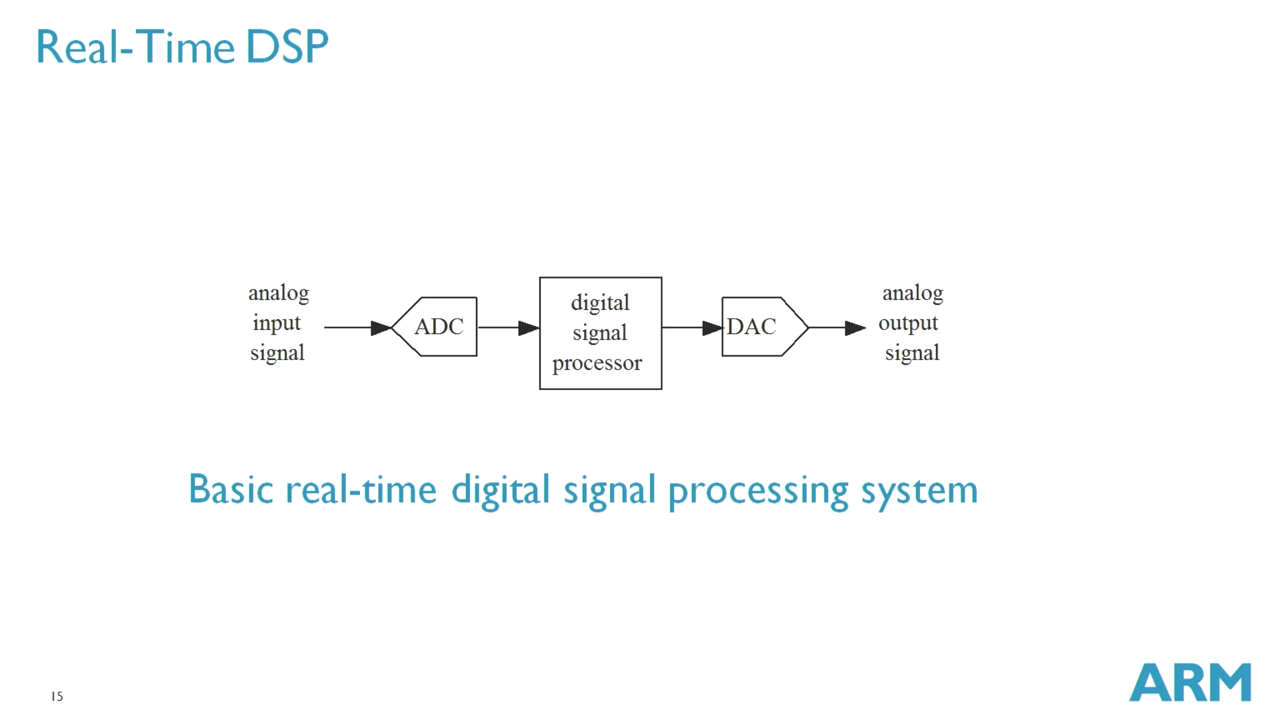 Real-Time DSP
analog
input
signal
ADC
digital
signal
processor
DAC
analog
output
signal
Basic real-time digital signal processing system
15
ARM